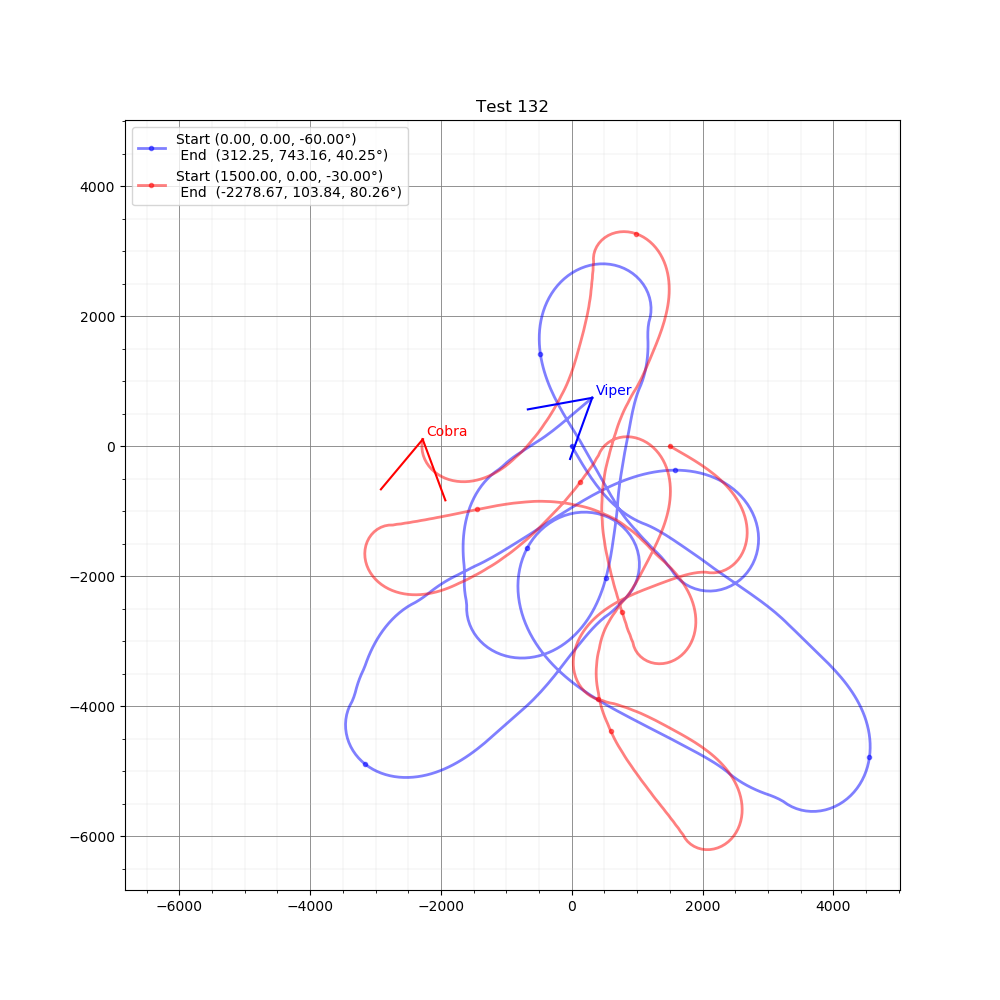 Test 132
Start (0.00, 0.00, -60.00°)
End  (312.25, 743.16, 40.25°)
Start (1500.00, 0.00, -30.00°)
End  (-2278.67, 103.84, 80.26°)
4000
2000
0
−2000
−4000
−6000
Viper
Cobra
−6000
−4000
−2000
0
2000
4000